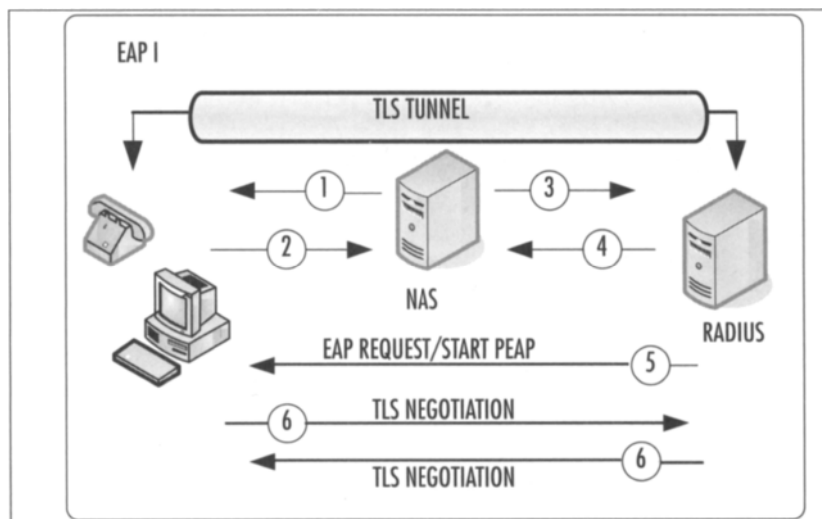 EAP I
TLS TUNNEL
1
3
2
4
NAS
RADIUS
EAP REQUEST/START PEAP
5
6
TLS NEGOTIATION
6
TLS NEGOTIATION